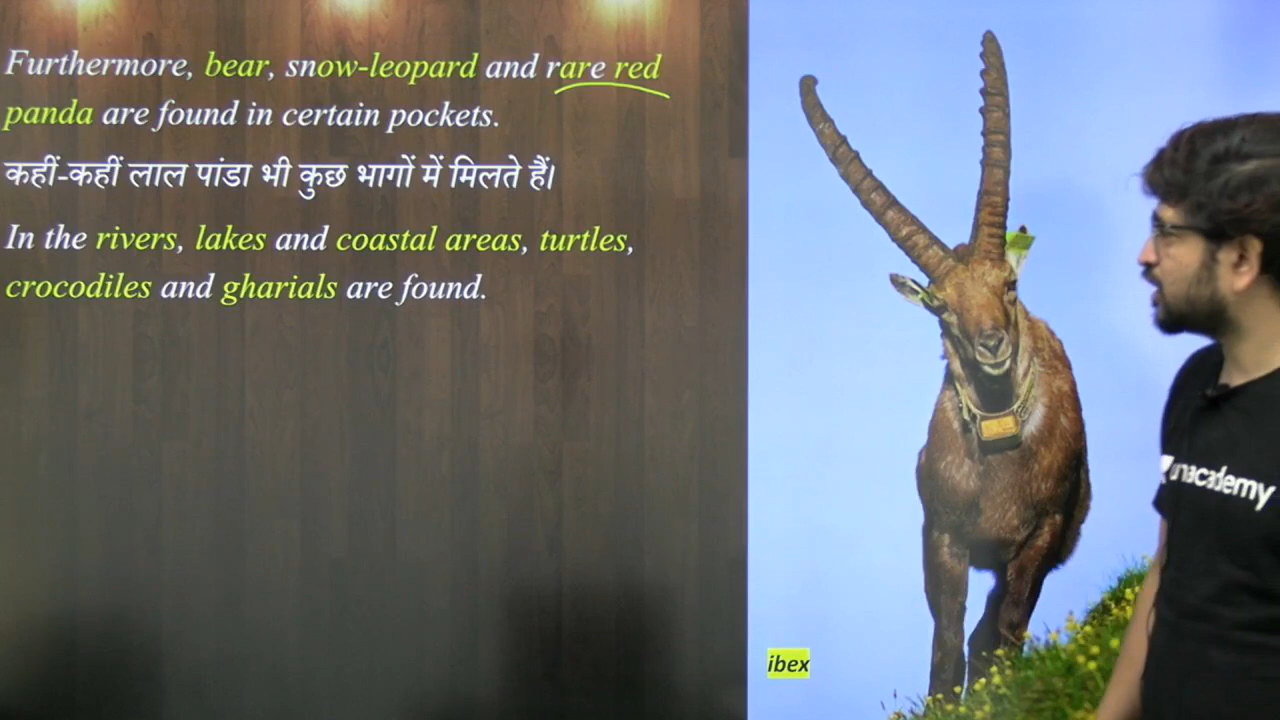 Furthermore, bear, snow-leopard and rare red
panda are found in certain pockets.
कहीं-कहीं लाल पांडा भी कुछ भागों में मिलते हैं।
In the rivers, lakes and coastal areas, turtles,
crocodiles and gharials are found.
ibex
unacademy